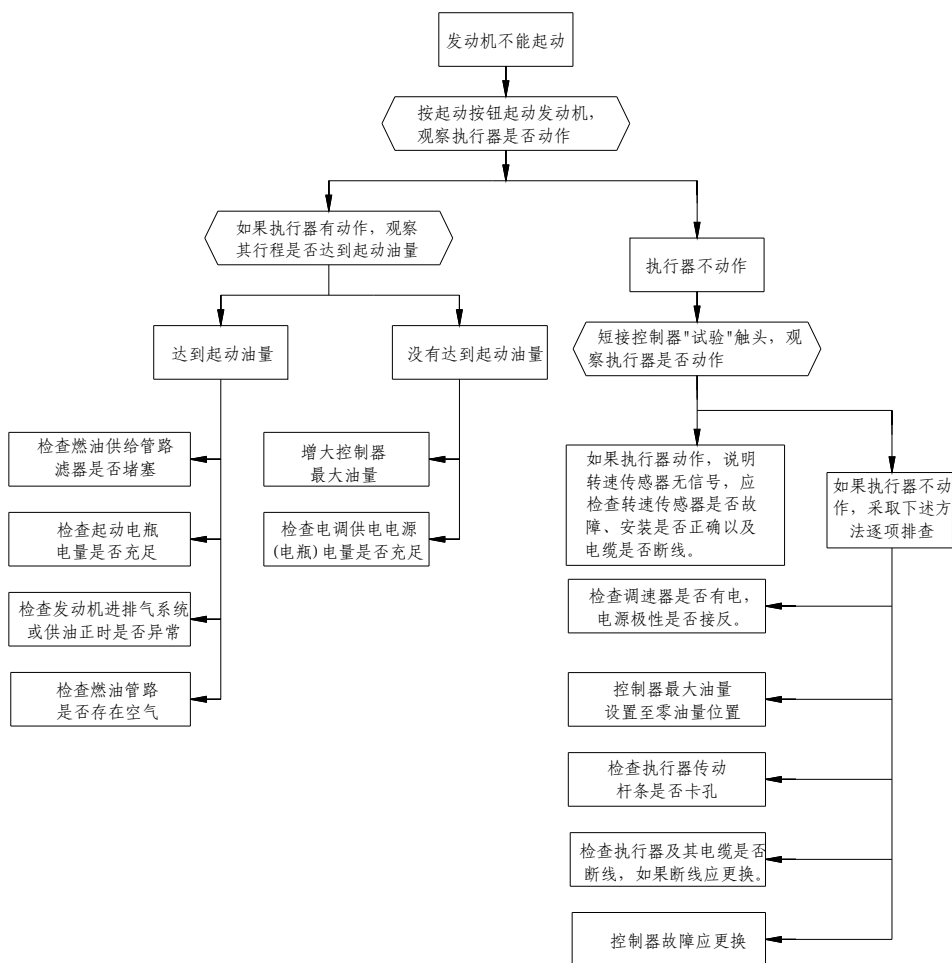 发动机不能起动
按起动按钮起动发动机，
观察执行器是否动作
如果执行器有动作，观察
其行程是否达到起动油量
执行器不动作
达到起动油量
没有达到起动油量
短接控制器"试验"触头，观
察执行器是否动作
检查燃油供给管路
滤器是否堵塞
检查起动电瓶
电量是否充足
检查发动机进排气系统
或供油正时是否异常
检查燃油管路
是否存在空气
增大控制器
最大油量
检查电调供电电源
(电瓶)电量是否充足
如果执行器动作，说明
转速传感器无信号，应
检查转速传感器是否故
障、安装是否正确以及
电缆是否断线。
如果执行器不动
作，采取下述方
法逐项排查
检查调速器是否有电，
电源极性是否接反。
控制器最大油量
设置至零油量位置
检查执行器传动
杆条是否卡孔
检查执行器及其电缆是否
断线，如果断线应更换。
控制器故障应更换